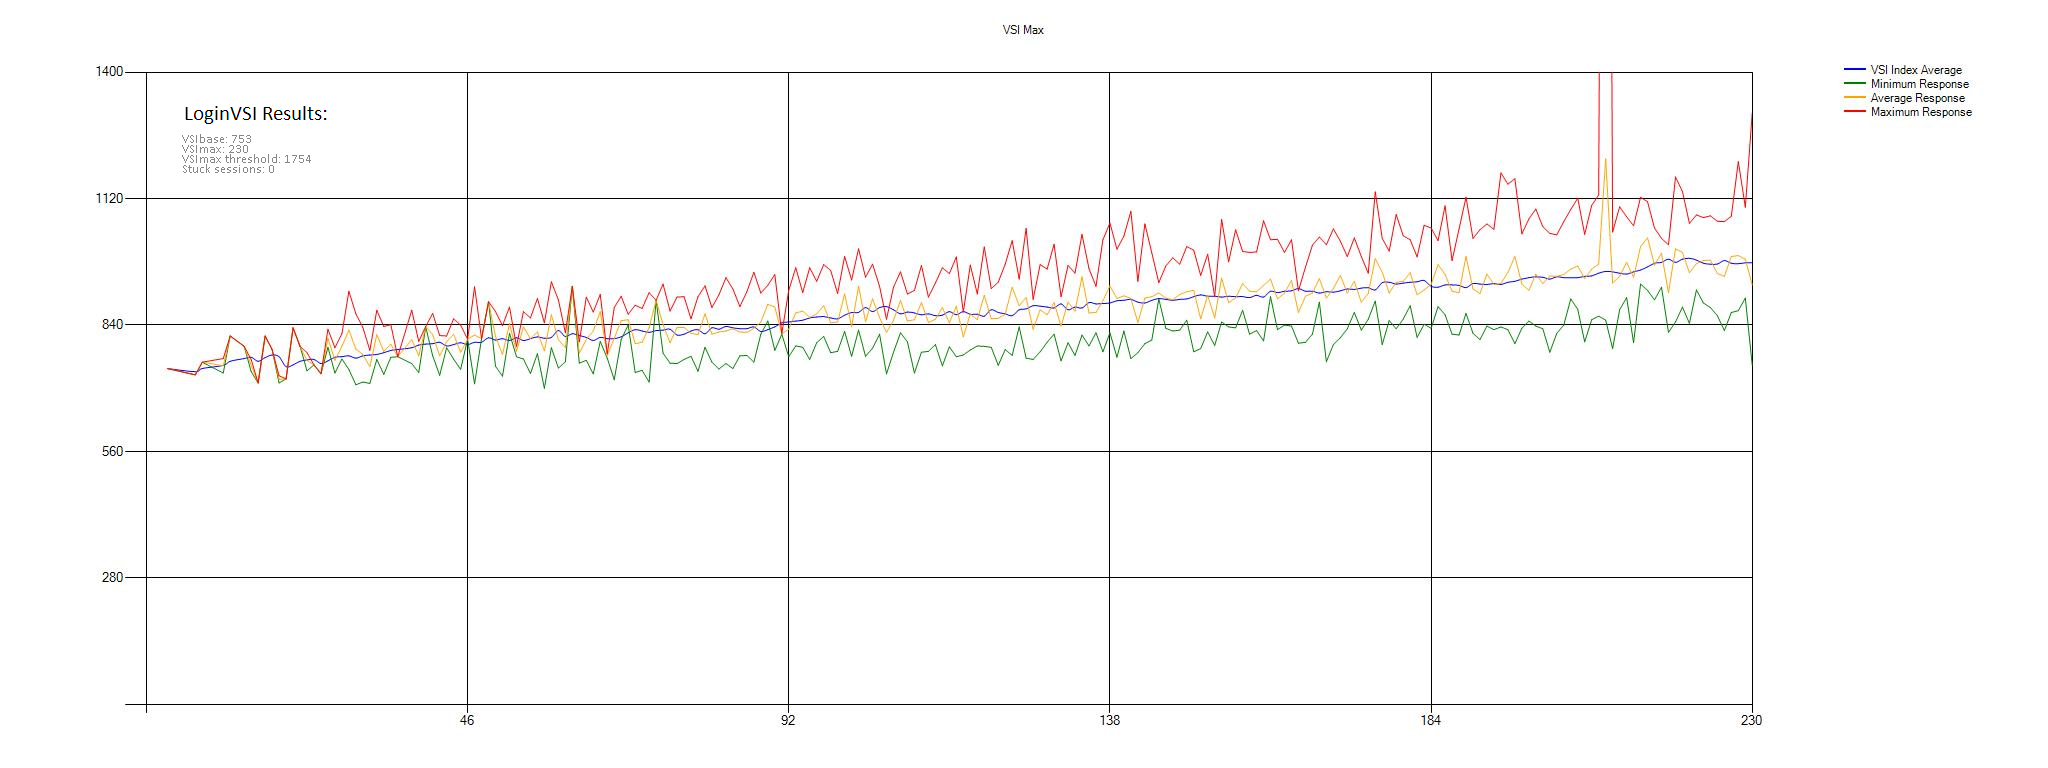 VSI Max
1400
1120
840
560
280
46
92
138
184
230
LoginVSI Results:
VSIbase: 753
VSImax: 230
VSImax threshold: 1754
Stuck sessions: 0
VSI Index Average
Minimum Response
Average Response
Maximum Response